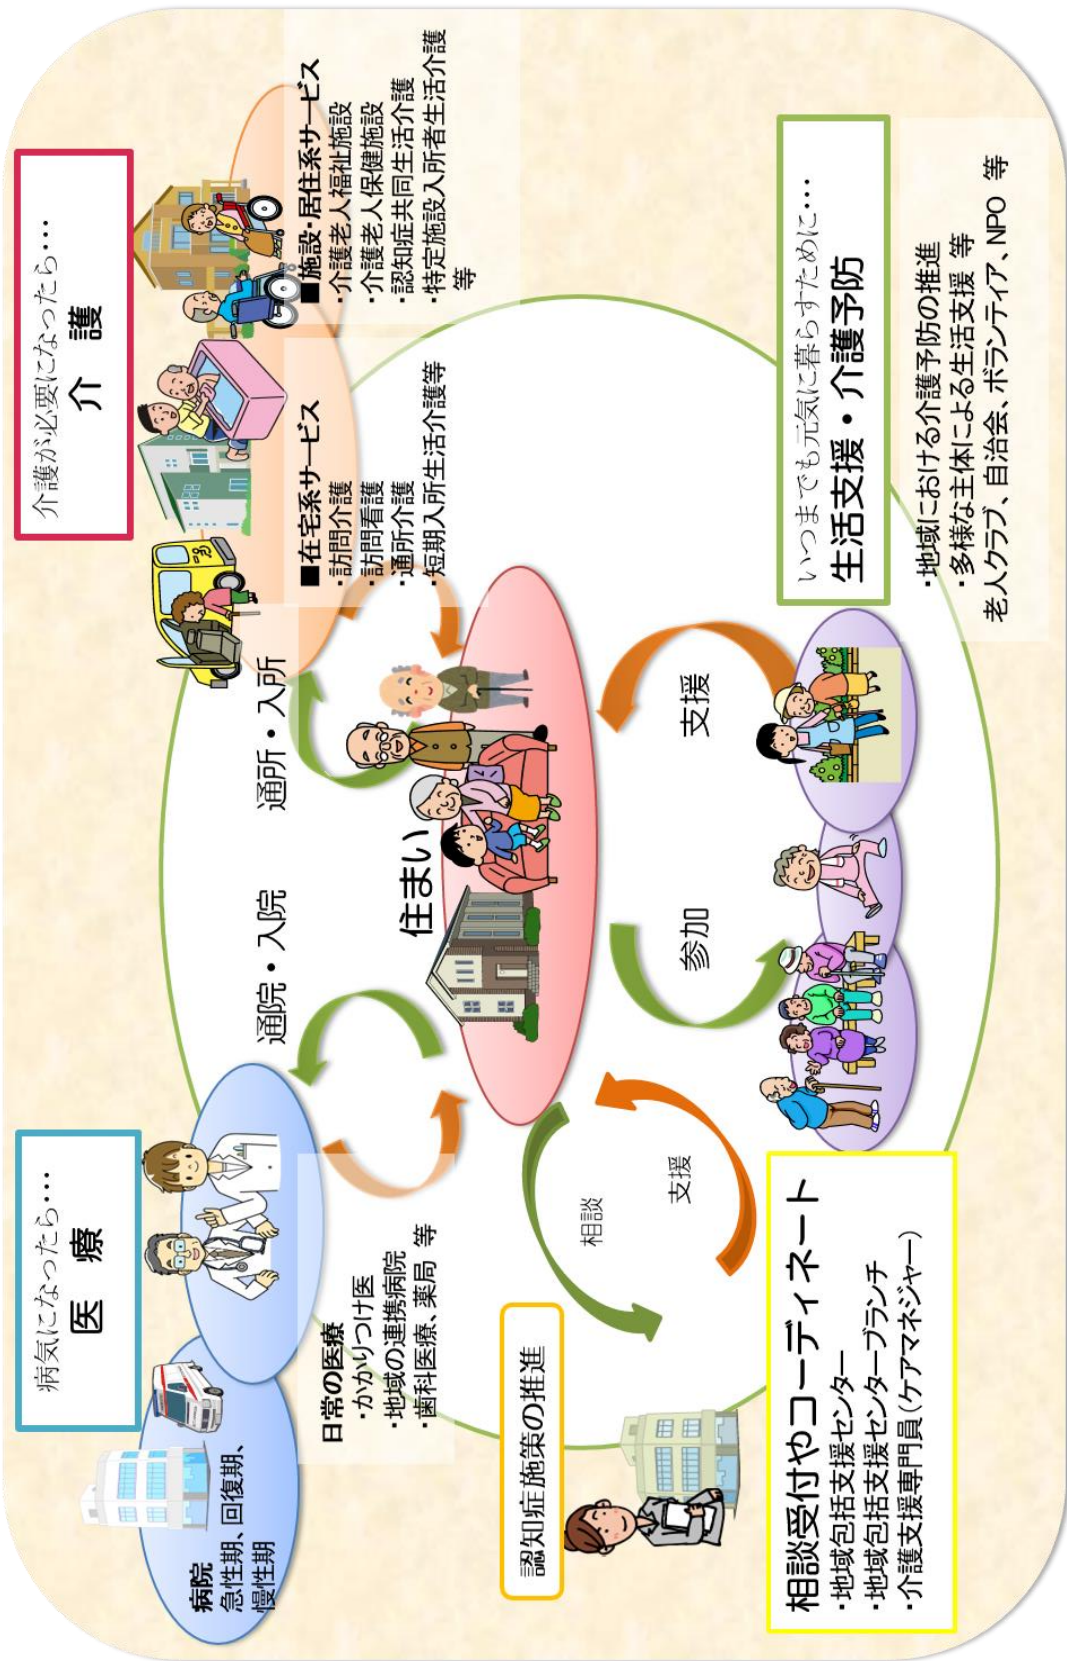 病気になったら…
医 療
病院
急性期、回復期、
慢性期
日常の医療
・かかりつけ医
・地域の連携病院
・歯科医療、薬局 等
通院・入院
通所・入所
介護が必要になったら…
介 護
■在宅系サービス
・訪問介護
・訪問看護
・通所介護
・短期入所生活介護等
■施設・居住系サービス
・介護老人福祉施設
・介護老人保健施設
・認知症共同生活介護
・特定施設入所者生活介護
等
住まい
認知症施策の推進
相談
支援
参加
支援
相談受付やコーディネート
・地域包括支援センター
・地域包括支援センターブランチ
・介護支援専門員(ケアマネジャー)
いつまでも元気に暮らすために…
生活支援・介護予防
・地域における介護予防の推進
・多様な主体による生活支援 等
老人クラブ、自治会、ボランティア、NPO 等